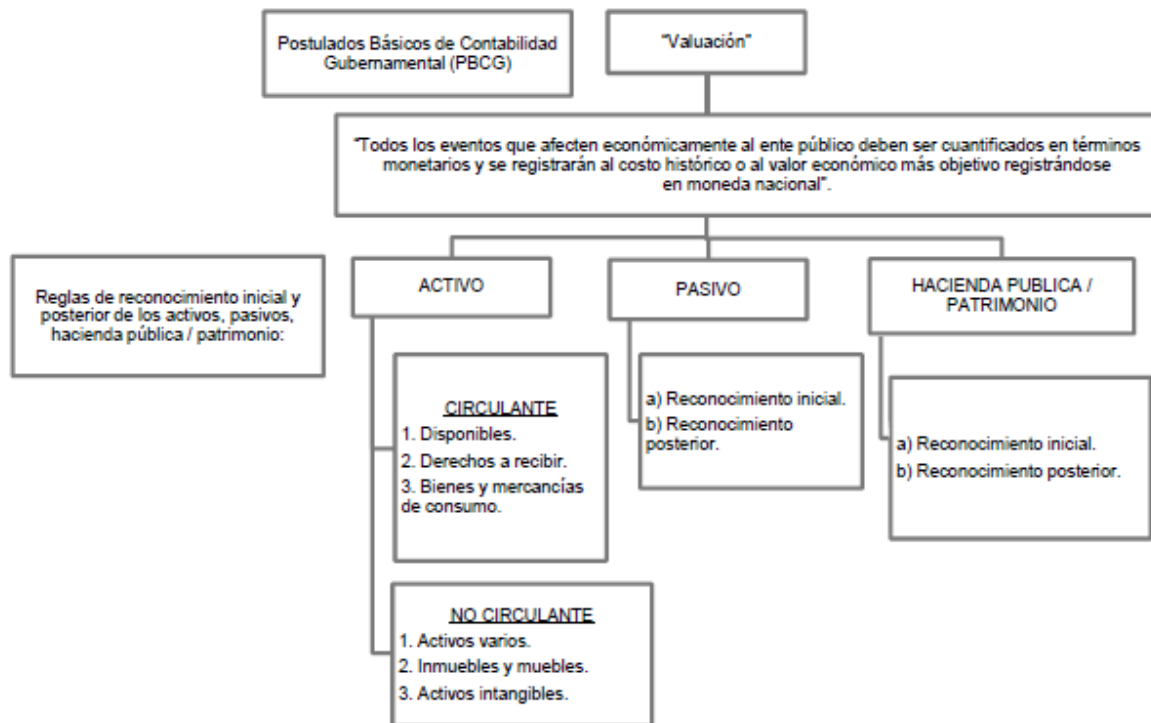 Postulados Básicos de Contabilidad
Gubernamental (PBCG)
"Valuación"
"Todos los eventos que afecten económicamente al ente público deben ser cuantificados en términos
monetarios y se registrarán al costo histórico o al valor económico más objetivo registrándose
en moneda nacional".
Reglas de reconocimiento inicial y
posterior de los activos, pasivos,
hacienda pública / patrimonio:
ACTIVO
PASIVO
HACIENDA PUBLICA /
PATRIMONIO
CIRCULANTE
1. Disponibles.
2. Derechos a recibir.
3. Bienes y mercancías
de consumo.
a) Reconocimiento inicial.
b) Reconocimiento
posterior.
a) Reconocimiento inicial.
b) Reconocimiento posterior.
NO CIRCULANTE
1. Activos varios.
2. Inmuebles y muebles.
3. Activos intangibles.